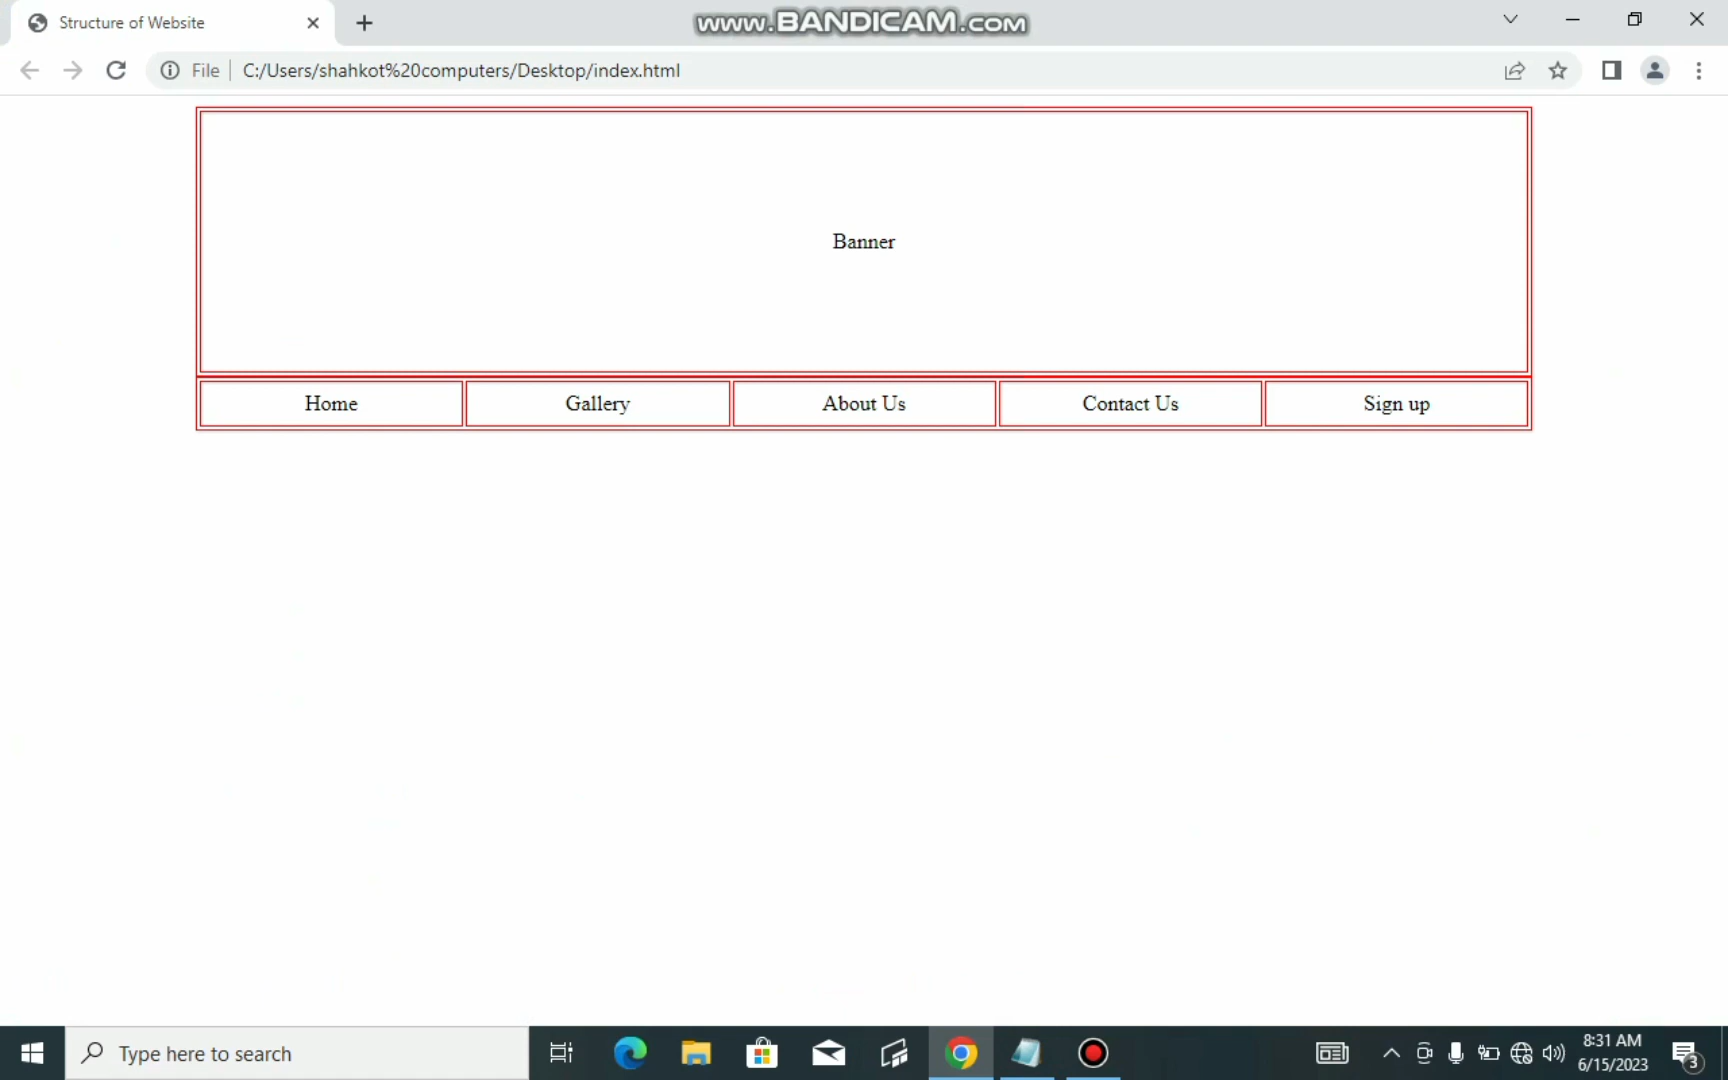 Structure of Website
www.BANDICAM.com
File
C:/Users/shahkot%20computers/Desktop/index.html
Banner
Home Gallery About Us Contact Us Sign up
Type here to search
8:31 AM
6/15/2023
3